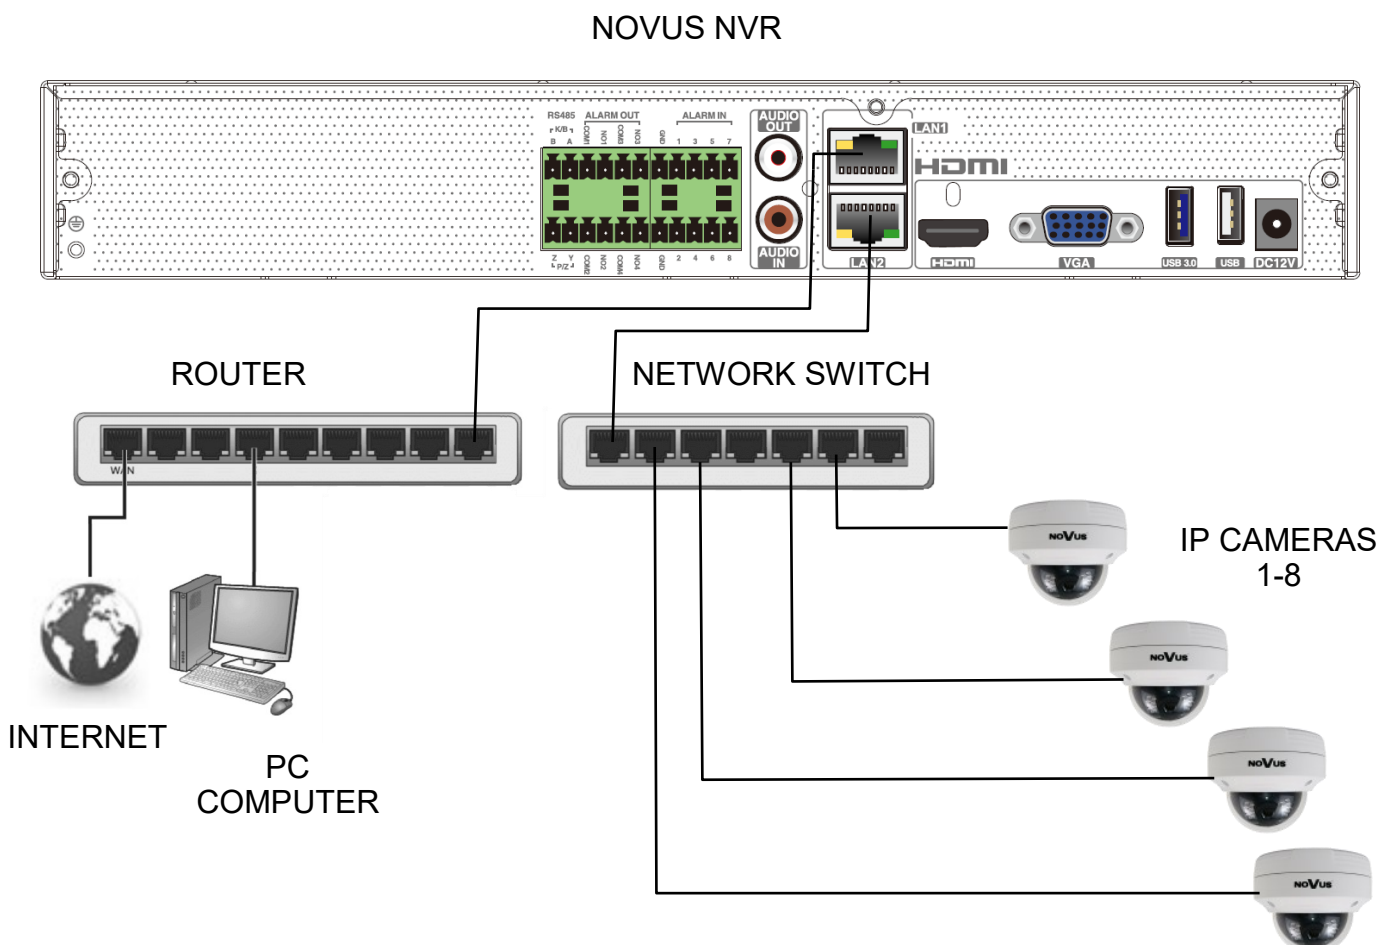 NOVUS NVR
RS485 ALARM OUT ALARM IN
K/B
B A COM1 NO1 COM3 NO3 GND 1 3 5 7
AUDIO
OUT
LAN1
HDMI
AUDIO
IN
LAN2
HDMI
VGA
USB 3.0
USB
DC12V
Z Y COM2 NO2 COM4 NO4 GND 2 4 6 8
P/Z
ROUTER
NETWORK SWITCH
WAN
NOVUS
IP CAMERAS
1-8
NOVUS
INTERNET
PC
COMPUTER
NOVUS
NOVUS